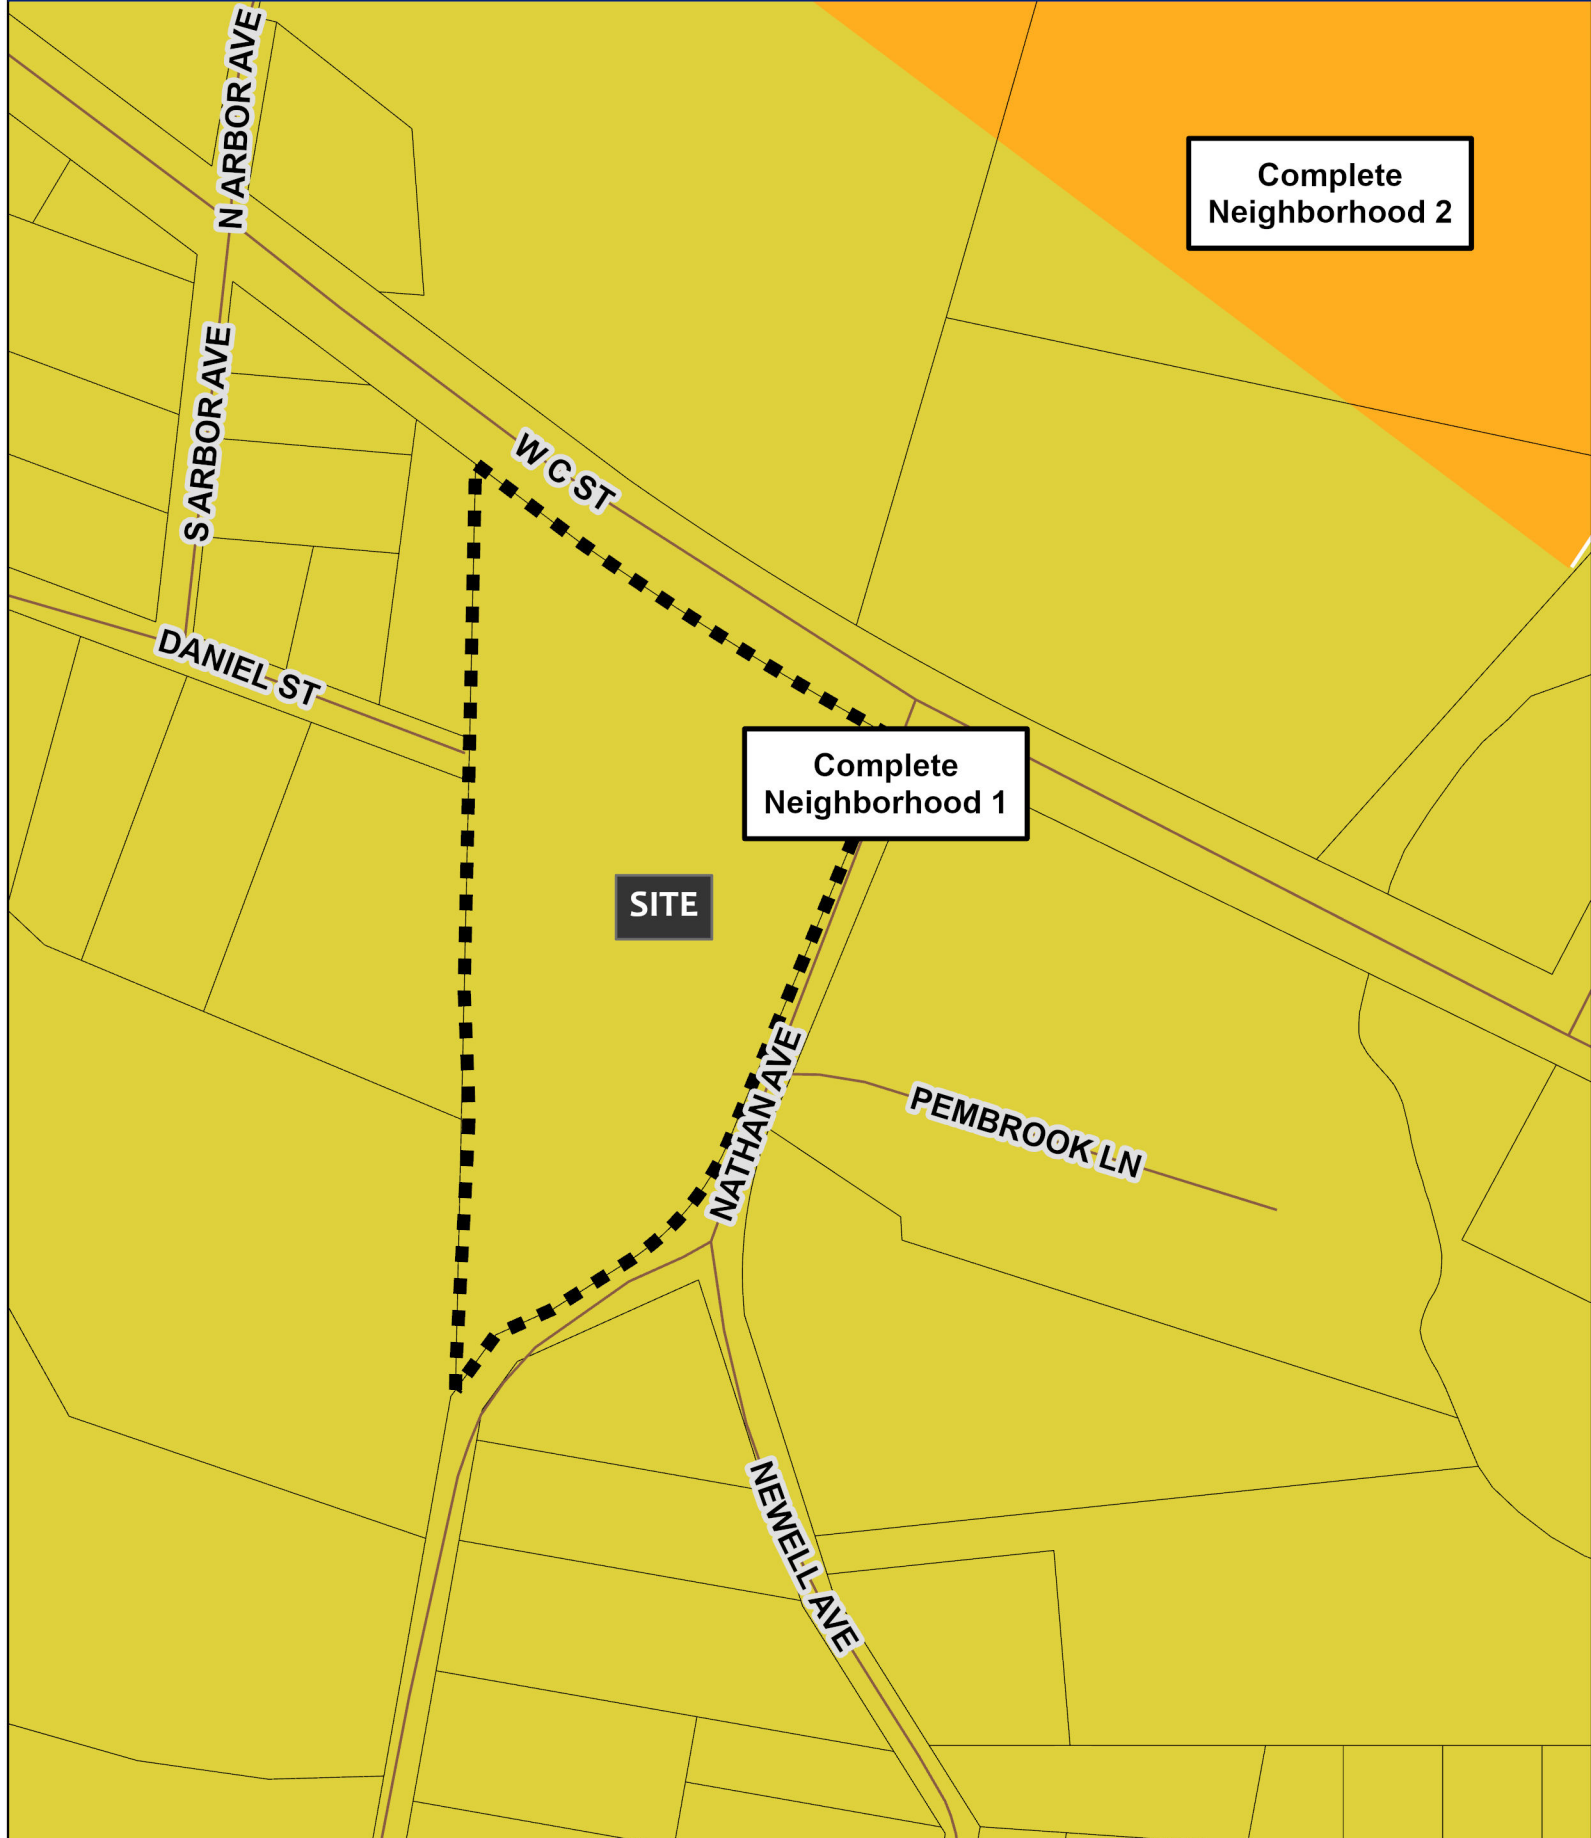 N ARBOR AVE
Complete
Neighborhood 2
S ARBOR AVE
W C ST
DANIEL ST
Complete
Neighborhood 1
SITE
NATHAN AVE
PEMBROOK LN
NEWELL AVE